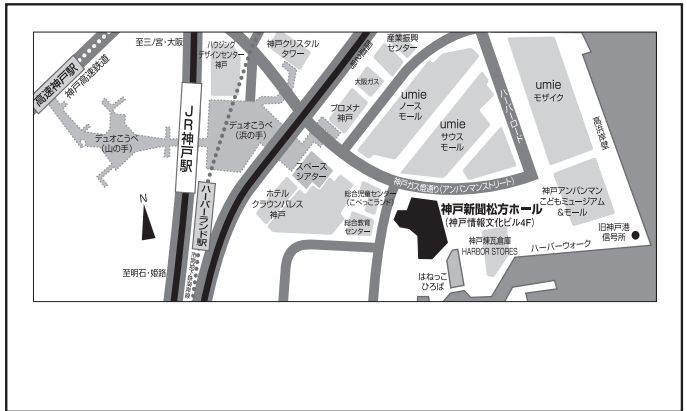 至三ノ宮・大阪
ハウジング
デザインセンター
神戸
神戸クリスタル
タワー
産業振興
センター
高速神戸駅
神戸高速鉄道
大阪ガス
プロメナ
神戸
umie
ノース
モール
umie
サウス
モール
umie
モザイク
ハーバーロード
高浜岸壁
デュオこうべ
(山の手)
JR神戸駅
デュオこうべ
(浜の手)
スペース
シアター
神戸ガス燈通り(アンパンマンストリート)
N
ハーバーランド駅
ホテル
クラウンパレス
神戸
総合児童センター
(こべっこランド)
総合教育
センター
神戸新聞松方ホール
(神戸情報文化ビル4F)
神戸アンパンマン
こどもミュージアム
&モール
旧神戸港
信号所
神戸煉瓦倉庫
HARBOR STORES
ハーバーウォーク
至明石・姫路
はねっこ
ひろば